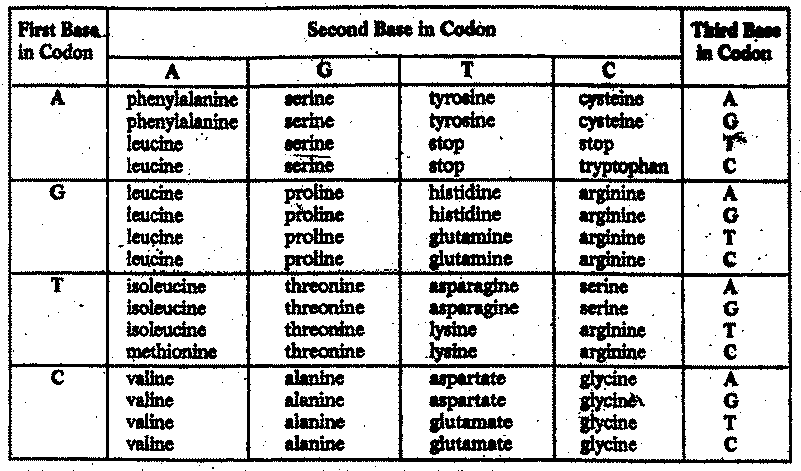 First Base in Codon | Second Base in Codon | Third Base in Codon
A | G | T | C
A | phenylalanine | serine | tyrosine | cysteine | A
phenylalanine | serine | tyrosine | cysteine | G
leucine | serine | stop | stop | T
leucine | serine | stop | tryptophan | C
G | leucine | proline | histidine | arginine | A
leucine | proline | histidine | arginine | G
leucine | proline | glutamine | arginine | T
leucine | proline | glutamine | arginine | C
T | isoleucine | threonine | asparagine | serine | A
isoleucine | threonine | asparagine | serine | G
isoleucine | threonine | lysine | arginine | T
methionine | threonine | lysine | arginine | C
C | valine | alanine | aspartate | glycine | A
valine | alanine | aspartate | glycine | G
valine | alanine | glutamate | glycine | T
valine | alanine | glutamate | glycine | C